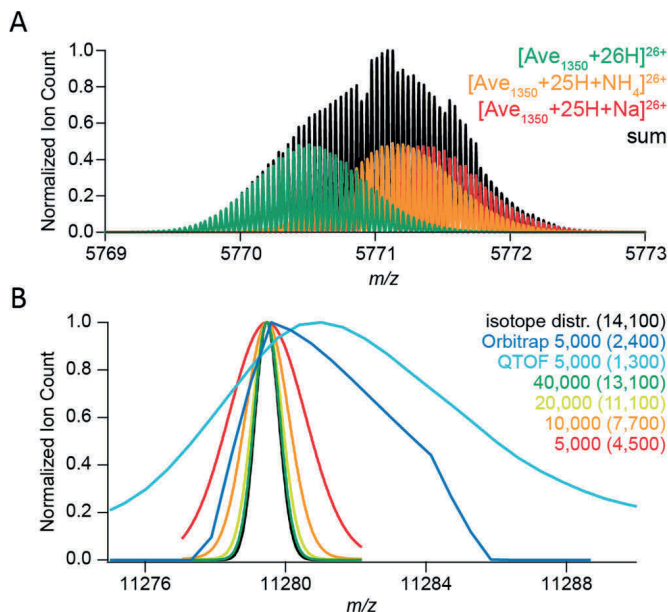 A
Normalized Ion Count
1.0
0.8
0.6
0.4
0.2
0.0
[Ave1350+26H]26+
[Ave1350+25H+NH4]26+
[Ave1350+25H+Na]26+
sum
5769 5770 5771 5772 5773
m/z
B
Normalized Ion Count
1.0
0.8
0.6
0.4
0.2
0.0
isotope distr. (14,100)
Orbitrap 5,000 (2,400)
QTOF 5,000 (1,300)
40,000 (13,100)
20,000 (11,100)
10,000 (7,700)
5,000 (4,500)
11276 11280 11284 11288
m/z